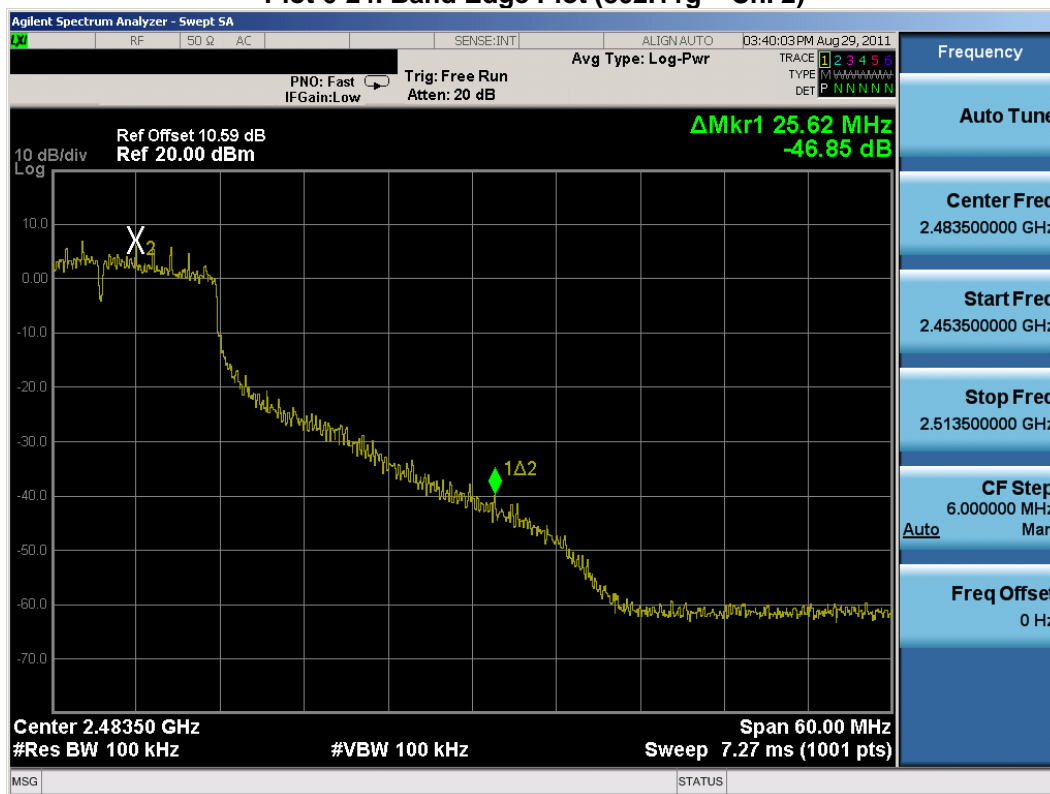 Agilent Spectrum Analyzer - Swept SA
LXI RF 50 Ω AC SENSE:INT ALIGN AUTO 03:40:03 PM Aug 29, 2011
Frequency
Avg Type: Log-Pwr
TRACE 1 2 3 4 5 6
PNO: Fast Trig: Free Run
TYPE M WWWWW
IFGain:Low Atten: 20 dB
DET P N N N N N
Auto Tune
ΔMkr1 25.62 MHz
Ref Offset 10.59 dB
10 dB/div Ref 20.00 dBm -46.85 dB
Log
10.0
0.00
-10.0
-20.0
-30.0
-40.0
-50.0
-60.0
-70.0
X2
1Δ2
Center Freq
2.483500000 GHz
Start Freq
2.453500000 GHz
Stop Freq
2.513500000 GHz
CF Step
6.000000 MHz
Auto Man
Freq Offset
0 Hz
Center 2.48350 GHz Span 60.00 MHz
#Res BW 100 kHz #VBW 100 kHz Sweep 7.27 ms (1001 pts)
MSG STATUS